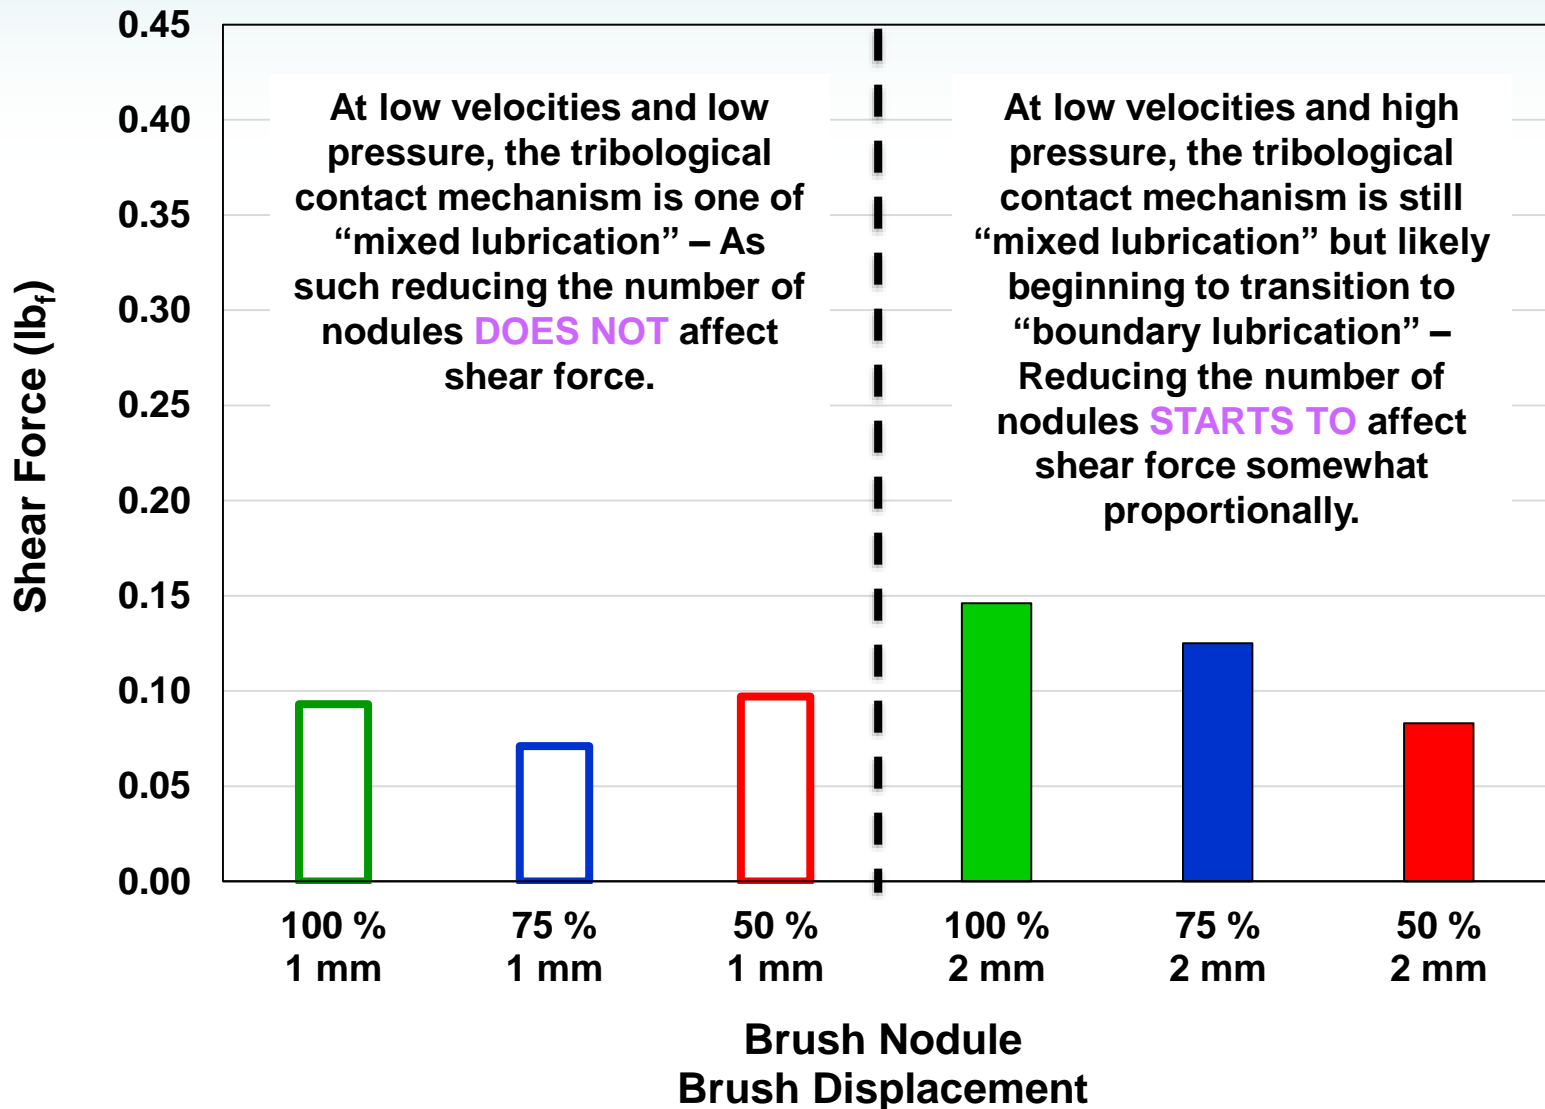 0.45
0.40
0.35
0.30
0.25
0.20
0.15
0.10
0.05
0.00
Shear Force (lbf)
At low velocities and low
pressure, the tribological
contact mechanism is one of
“mixed lubrication” – As
such reducing the number of
nodules DOES NOT affect
shear force.
At low velocities and high
pressure, the tribological
contact mechanism is still
“mixed lubrication” but likely
beginning to transition to
“boundary lubrication” –
Reducing the number of
nodules STARTS TO affect
shear force somewhat
proportionally.
100 %
1 mm
75 %
1 mm
50 %
1 mm
100 %
2 mm
75 %
2 mm
50 %
2 mm
Brush Nodule
Brush Displacement